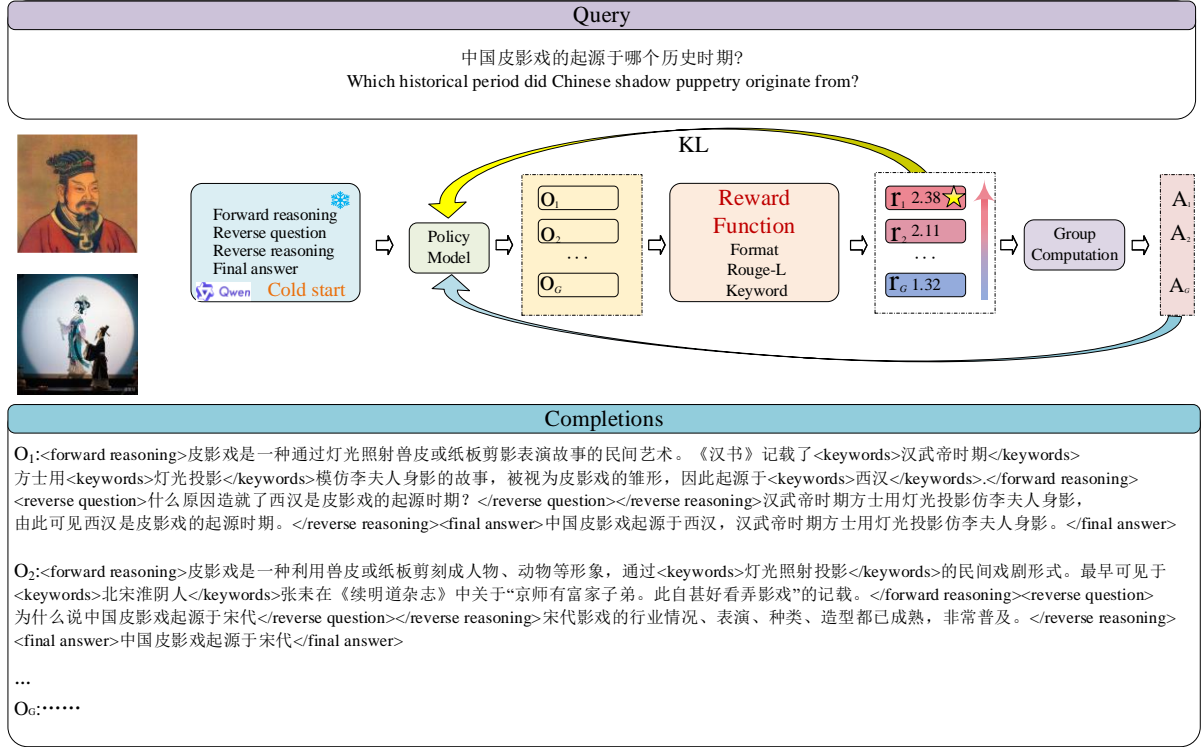 Query
中国皮影戏的起源于哪个历史时期?
Which historical period did Chinese shadow puppetry originate from?
KL
Forward reasoning
Reverse question
Reverse reasoning
Final answer
Qwen Cold start
Policy
Model
O₁
O₂
...
O_G
Reward
Function
Format
Rouge-L
Keyword
r₁ 2.38
r₂ 2.11
...
r_G 1.32
Group
Computation
A₁
A₂
A_G
Completions
O₁:<forward reasoning>皮影戏是一种通过灯光照射兽皮或纸板剪影表演故事的民间艺术。《汉书》记载了<keywords>汉武帝时期</keywords>
方士用<keywords>灯光投影</keywords>模仿李夫人身影的故事，被视为皮影戏的雏形，因此起源于<keywords>西汉</keywords>.</forward reasoning>
<reverse question>什么原因造就了西汉是皮影戏的起源时期？</reverse question></reverse reasoning>汉武帝时期方士用灯光投影仿李夫人身影，
由此可见西汉是皮影戏的起源时期。</reverse reasoning><final answer>中国皮影戏起源于西汉，汉武帝时期方士用灯光投影仿李夫人身影。</final answer>
O₂:<forward reasoning>皮影戏是一种利用兽皮或纸板剪刻成人物、动物等形象，通过<keywords>灯光照射投影</keywords>的民间戏剧形式。最早可见于
<keywords>北宋淮阴人</keywords>张耒在《续明道杂志》中关于“京师有富家子弟。此自甚好看弄影戏”的记载。</forward reasoning><reverse question>
为什么说中国皮影戏起源于宋代</reverse question></reverse reasoning>宋代影戏的行业情况、表演、种类、造型都已成熟，非常普及。</reverse reasoning>
<final answer>中国皮影戏起源于宋代</final answer>
...
O_G:······